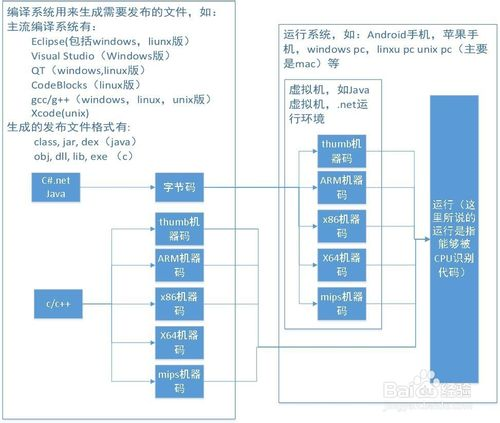 编译系统用来生成需要发布的文件，如：
主流编译系统有：
Eclipse(包括windows，liunx版)
Visual Studio（Windows版）
QT（windows,linux版）
CodeBlocks（linux版）
gcc/g++（windows，linux，unix版）
Xcode(unix)
生成的发布文件格式有:
class, jar, dex（java）
obj, dll, lib, exe （c）
C#.net
Java
字节码
c/c++
thumb机
器码
ARM机器
码
x86机器
码
X64机器
码
mips机器
码
运行系统，如：Android手机，苹果手
机，windows pc，linxu pc unix pc（主要
是mac）等
虚拟机，如Java
虚拟机，.net运
行环境
thumb机
器码
ARM机器
码
x86机器
码
X64机器
码
mips机器
码
运行（这
里所说的
运行是指
能够被
CPU识别
代码）
Baidu经验